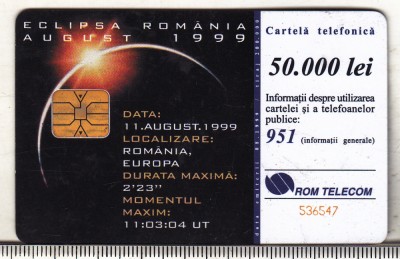 ECLIPSA ROMÂNIA
AUGUST 1999
DATA:
11.AUGUST.1999
LOCALIZARE:
ROMÂNIA,
EUROPA
DURATA MAXIMĂ:
2'23"
MOMENTUL
MAXIM:
11:03:04 UT
Cartelă telefonică
50.000 lei
Informații despre utilizarea
cartelei și a telefoanelor
publice:
951 (informații generale)
ROM TELECOM
536547